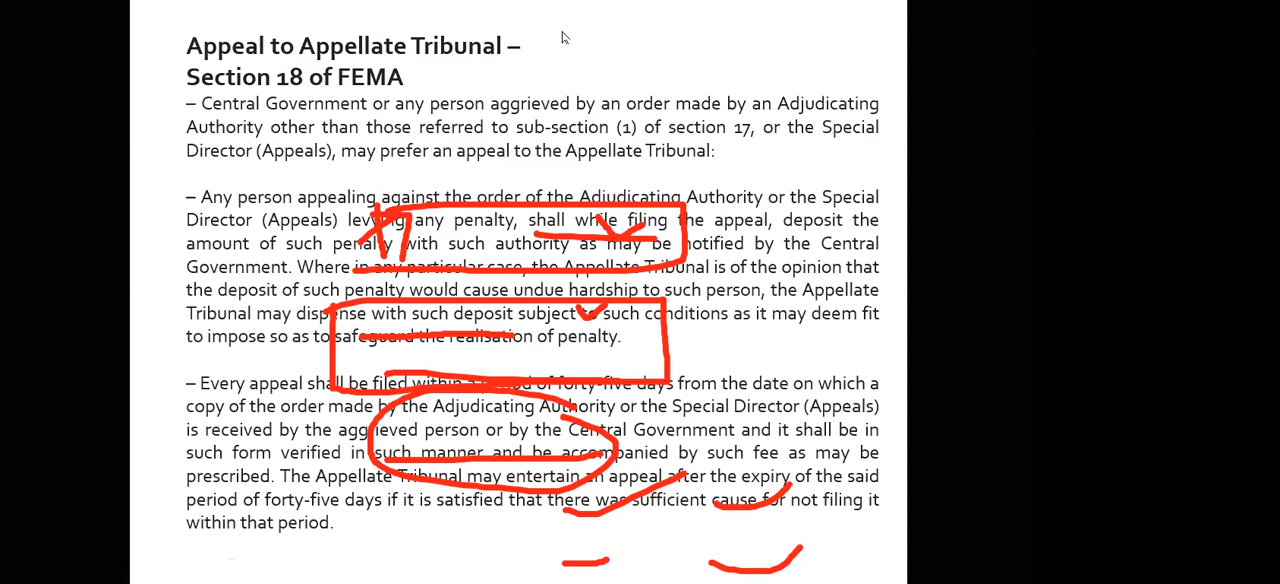 Appeal to Appellate Tribunal –
Section 18 of FEMA
– Central Government or any person aggrieved by an order made by an Adjudicating
Authority other than those referred to sub-section (1) of section 17, or the Special
Director (Appeals), may prefer an appeal to the Appellate Tribunal:
– Any person appealing against the order of the Adjudicating Authority or the Special
Director (Appeals) levying any penalty, shall while filing the appeal, deposit the
amount of such penalty with such authority as may be notified by the Central
Government. Where in any particular case, the Appellate Tribunal is of the opinion that
the deposit of such penalty would cause undue hardship to such person, the Appellate
Tribunal may dispense with such deposit subject to such conditions as it may deem fit
to impose so as to safeguard the realisation of penalty.
– Every appeal shall be filed within a period of forty-five days from the date on which a
copy of the order made by the Adjudicating Authority or the Special Director (Appeals)
is received by the aggrieved person or by the Central Government and it shall be in
such form verified in such manner and be accompanied by such fee as may be
prescribed. The Appellate Tribunal may entertain an appeal after the expiry of the said
period of forty-five days if it is satisfied that there was sufficient cause for not filing it
within that period.